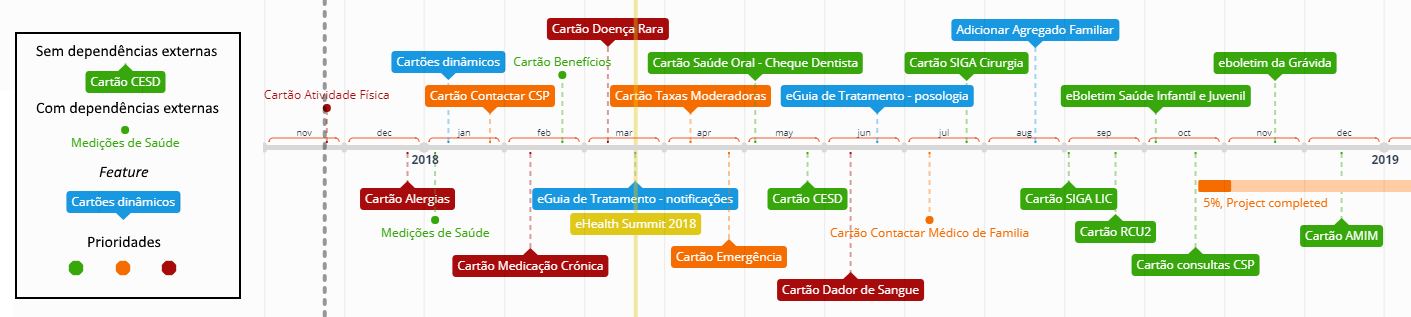 Sem dependências externas
Cartão CESD
Com dependências externas
Medições de Saúde
Feature
Cartões dinâmicos
Prioridades
Cartão Doença Rara
Adicionar Agregado Familiar
Cartões dinâmicos
Cartão Benefícios
Cartão Saúde Oral - Cheque Dentista
Cartão SIGA Cirurgia
eboletim da Grávida
Cartão Atividade Física
Cartão Contactar CSP
Cartão Taxas Moderadoras
eGuia de Tratamento - posologia
eBoletim Saúde Infantil e Juvenil
nov dec jan feb mar apr may jun jul aug sep oct nov dec
2018 2019
5%, Project completed
Cartão Alergias
eGuia de Tratamento - notificações
Cartão CESD
Cartão SIGA LIC
eHealth Summit 2018
Medições de Saúde
Cartão Contactar Médico de Familia
Cartão RCU2
Cartão AMIM
Cartão Emergência
Cartão Medicação Crónica
Cartão consultas CSP
Cartão Dador de Sangue